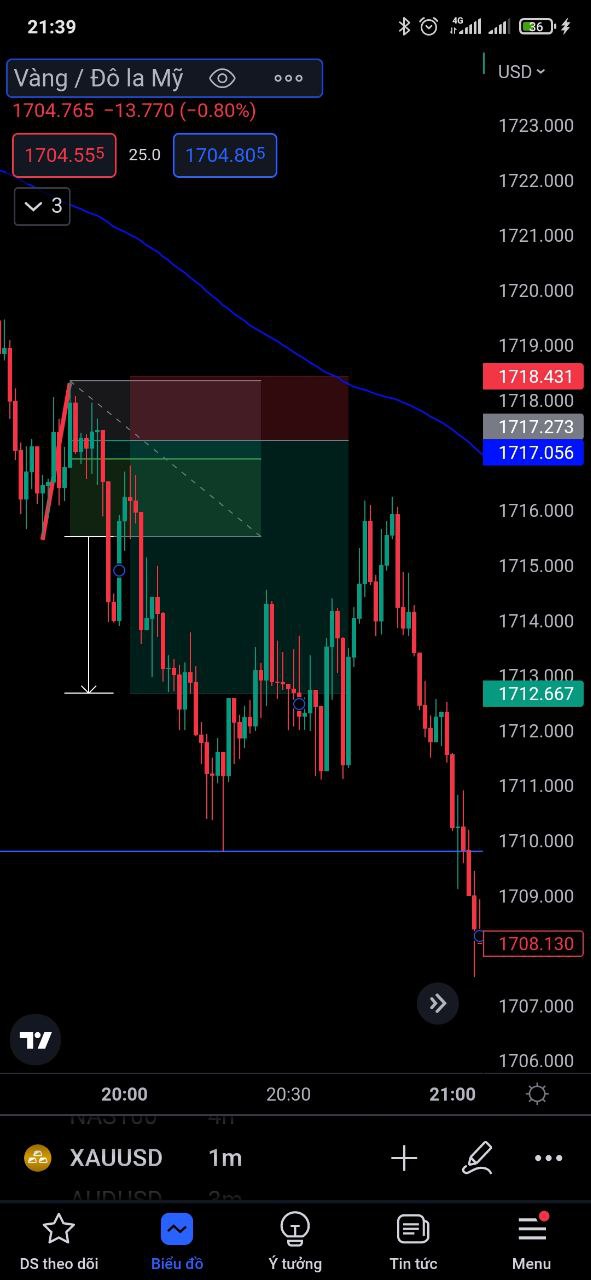 21:39
4G
36
Vàng / Đô la Mỹ
USD
1704.765 −13.770 (−0.80%)
1704.555 25.0 1704.805
3
1723.000
1722.000
1721.000
1720.000
1719.000
1718.431
1718.000
1717.273
1717.056
1716.000
1715.000
1714.000
1713.000
1712.667
1712.000
1711.000
1710.000
1709.000
1708.130
1707.000
1706.000
20:00 20:30 21:00
NAS100 4h
XAUUSD 1m
AUDUSD 3m
DS theo dõi Biểu đồ Ý tưởng Tin tức Menu